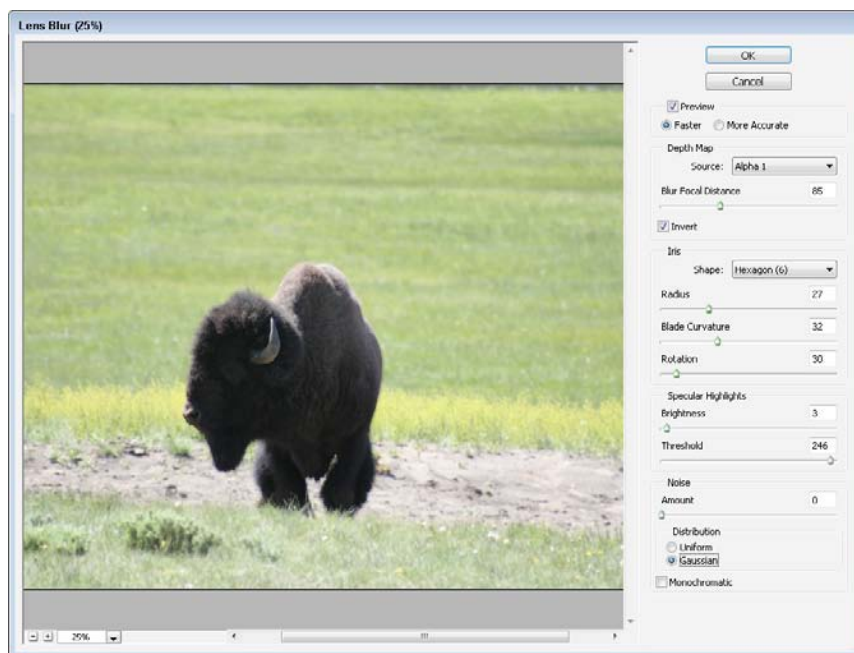 Lens Blur (25%)
OK
Cancel
Preview
Faster More Accurate
Depth Map
Source: Alpha 1
Blur Focal Distance 85
Invert
Iris
Shape: Hexagon (6)
Radius 27
Blade Curvature 32
Rotation 30
Specular Highlights
Brightness 3
Threshold 246
Noise
Amount 0
Distribution
Uniform
Gaussian
Monochromatic
25%